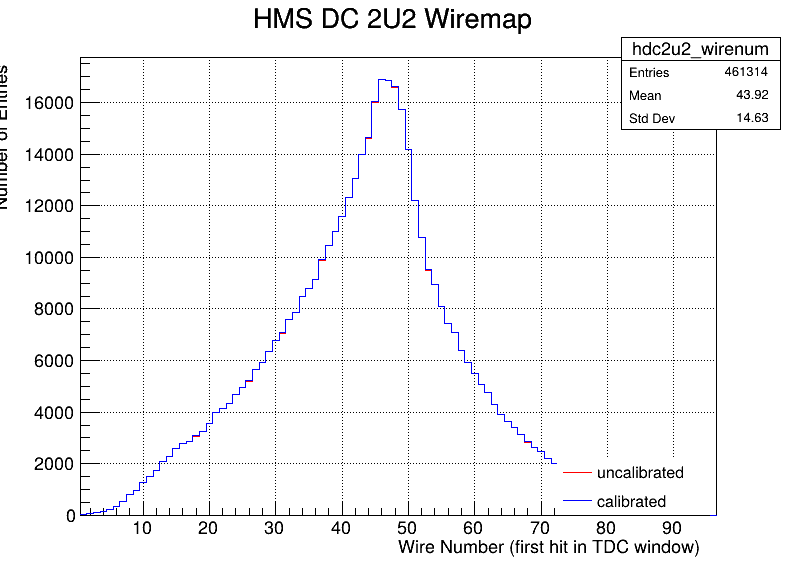 HMS DC 2U2 Wiremap
hdc2u2_wirenum
Entries 461314
Mean 43.92
Std Dev 14.63
Number of Entries
16000
14000
12000
10000
8000
6000
4000
2000
0
uncalibrated
calibrated
10 20 30 40 50 60 70 80 90
Wire Number (first hit in TDC window)